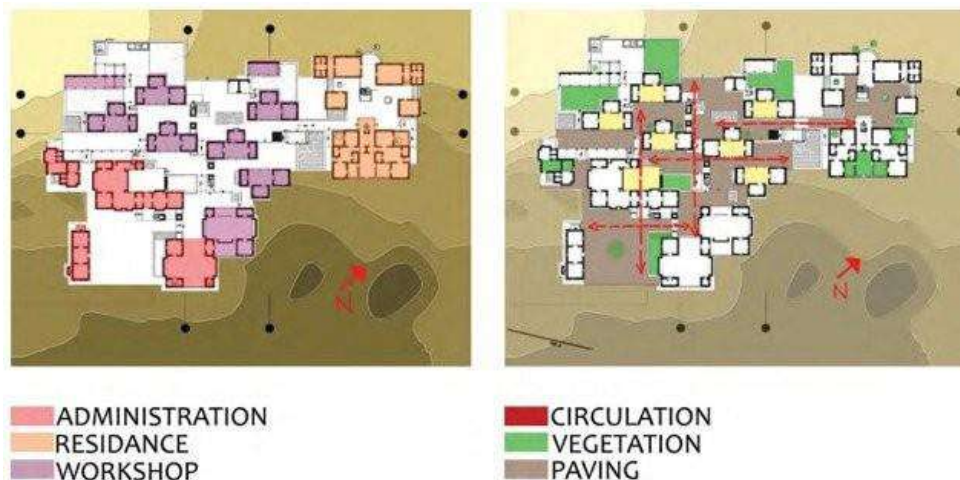 N
N
ADMINISTRATION
RESIDANCE
WORKSHOP
CIRCULATION
VEGETATION
PAVING